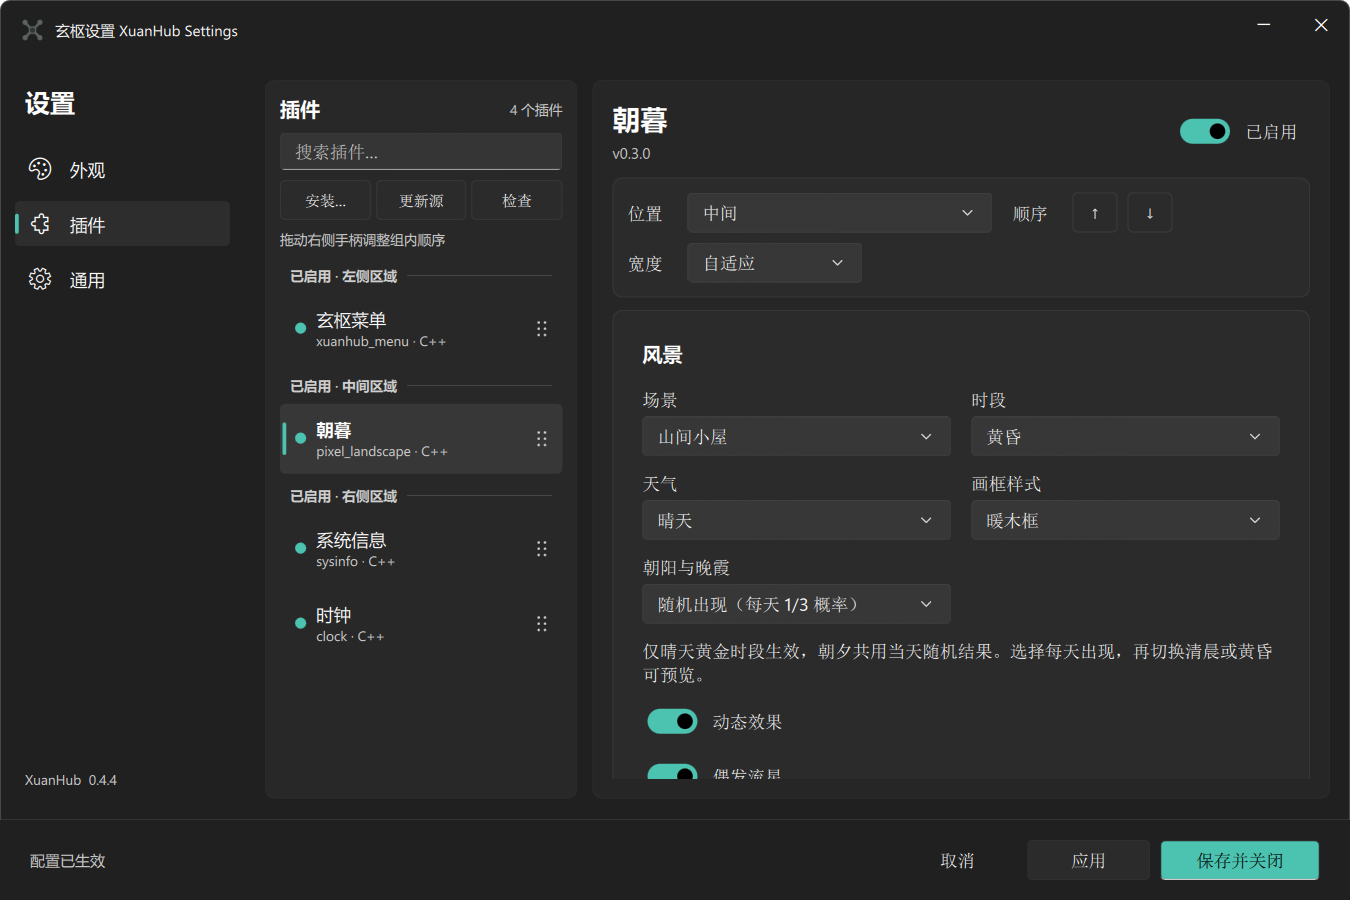 玄枢设置 XuanHub Settings
设置
外观
插件
通用
XuanHub 0.4.4
插件
4 个插件
搜索插件...
安装...
更新源
检查
拖动右侧手柄调整组内顺序
已启用 · 左侧区域
玄枢菜单
xuanhub_menu · C++
已启用 · 中间区域
朝暮
pixel_landscape · C++
已启用 · 右侧区域
系统信息
sysinfo · C++
时钟
clock · C++
朝暮
v0.3.0
已启用
位置
中间
顺序
↑
↓
宽度
自适应
风景
场景
时段
山间小屋
黄昏
天气
画框样式
晴天
暖木框
朝阳与晚霞
随机出现（每天 1/3 概率）
仅晴天黄金时段生效，朝夕共用当天随机结果。选择每天出现，再切换清晨或黄昏
可预览。
动态效果
偶发流星
配置已生效
取消
应用
保存并关闭